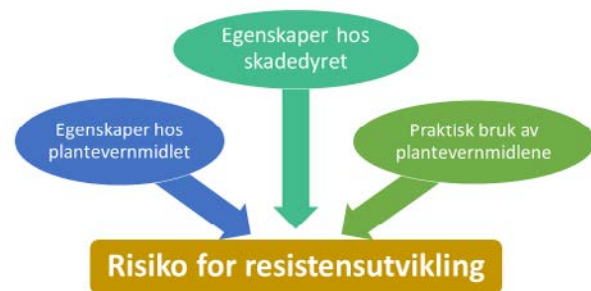 Egenskaper hos
skadedyret
Egenskaper hos
plantevernmidlet
Praktisk bruk av
plantevernmidlene
Risiko for resistensutvikling